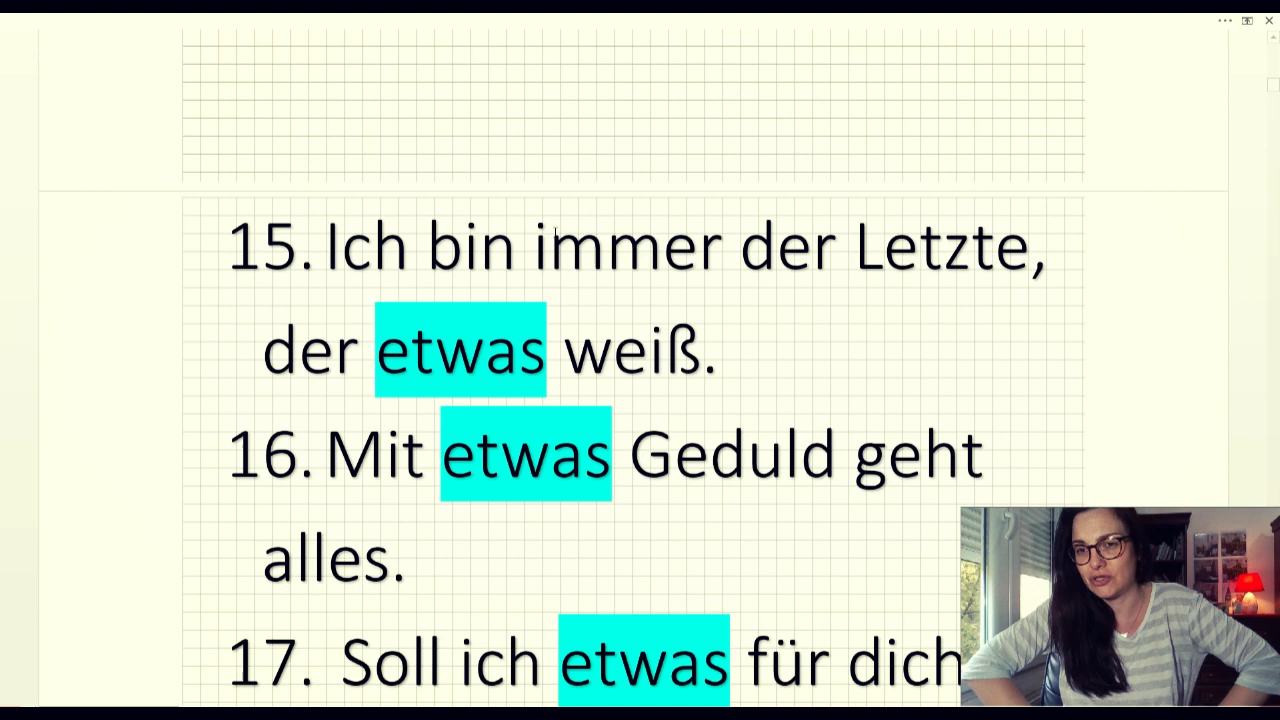 15. Ich bin immer der Letzte,
der etwas weiß.
16. Mit etwas Geduld geht
alles.
17. Soll ich etwas für dich